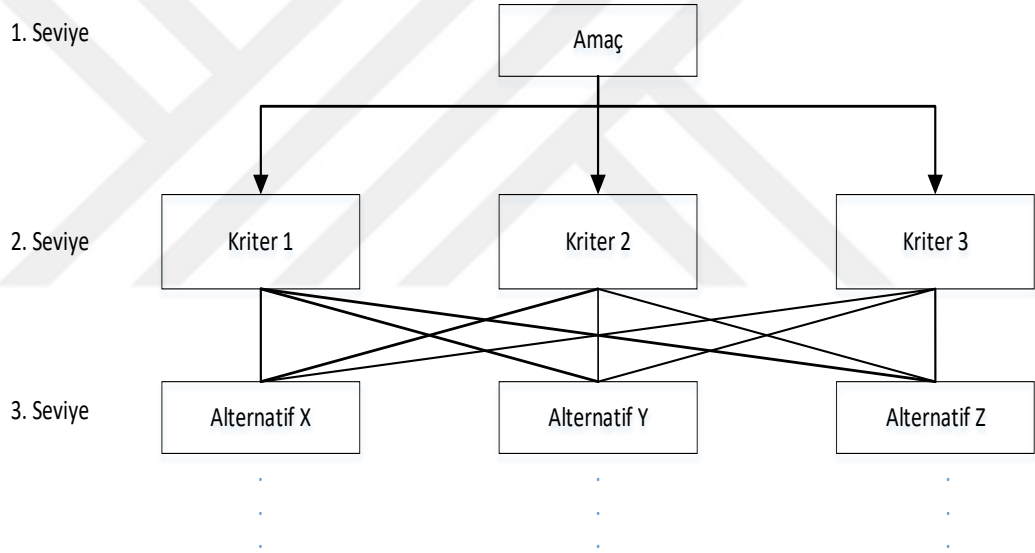 1. Seviye
Amaç
2. Seviye
Kriter 1
Kriter 2
Kriter 3
3. Seviye
Alternatif X
Alternatif Y
Alternatif Z
. . .
. . .
. . .